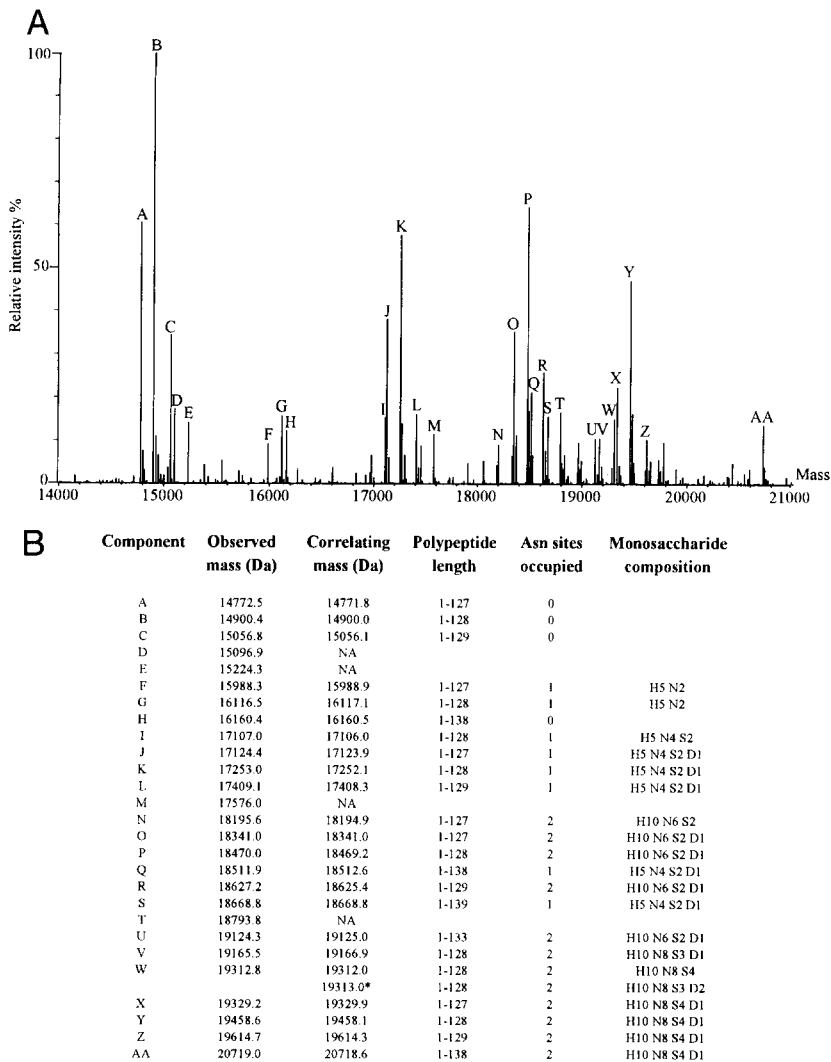 A
B
100
P
A
K
Y
Relative intensity %
50
J
O
C
R
X
Q
D
I
L
S
T
W
G
E
H
M
UV
AA
F
N
Z
0
Mass
14000 15000 16000 17000 18000 19000 20000 21000
B
Component Observed mass (Da) Correlating mass (Da) Polypeptide length Asn sites occupied Monosaccharide composition
A 14772.5 14771.8 1-127 0
B 14900.4 14900.0 1-128 0
C 15056.8 15056.1 1-129 0
D 15096.9 NA
E 15224.3 NA
F 15988.3 15988.9 1-127 1 H5 N2
G 16116.5 16117.1 1-128 1 H5 N2
H 16160.4 16160.5 1-138 0
I 17107.0 17106.0 1-128 1 H5 N4 S2
J 17124.4 17123.9 1-127 1 H5 N4 S2 D1
K 17253.0 17252.1 1-128 1 H5 N4 S2 D1
L 17409.1 17408.3 1-129 1 H5 N4 S2 D1
M 17576.0 NA
N 18195.6 18194.9 1-127 2 H10 N6 S2
O 18341.0 18341.0 1-127 2 H10 N6 S2 D1
P 18470.0 18469.2 1-128 2 H10 N6 S2 D1
Q 18511.9 18512.6 1-138 1 H5 N4 S2 D1
R 18627.2 18625.4 1-129 2 H10 N6 S2 D1
S 18668.8 18668.8 1-139 1 H5 N4 S2 D1
T 18793.8 NA
U 19124.3 19125.0 1-133 2 H10 N6 S2 D1
V 19165.5 19166.9 1-128 2 H10 N8 S3 D1
W 19312.8 19312.0 1-128 2 H10 N8 S4
19313.0* 1-128 2 H10 N8 S3 D2
X 19329.2 19329.9 1-127 2 H10 N8 S4 D1
Y 19458.6 19458.1 1-128 2 H10 N8 S4 D1
Z 19614.7 19614.3 1-129 2 H10 N8 S4 D1
AA 20719.0 20718.6 1-138 2 H10 N8 S4 D1